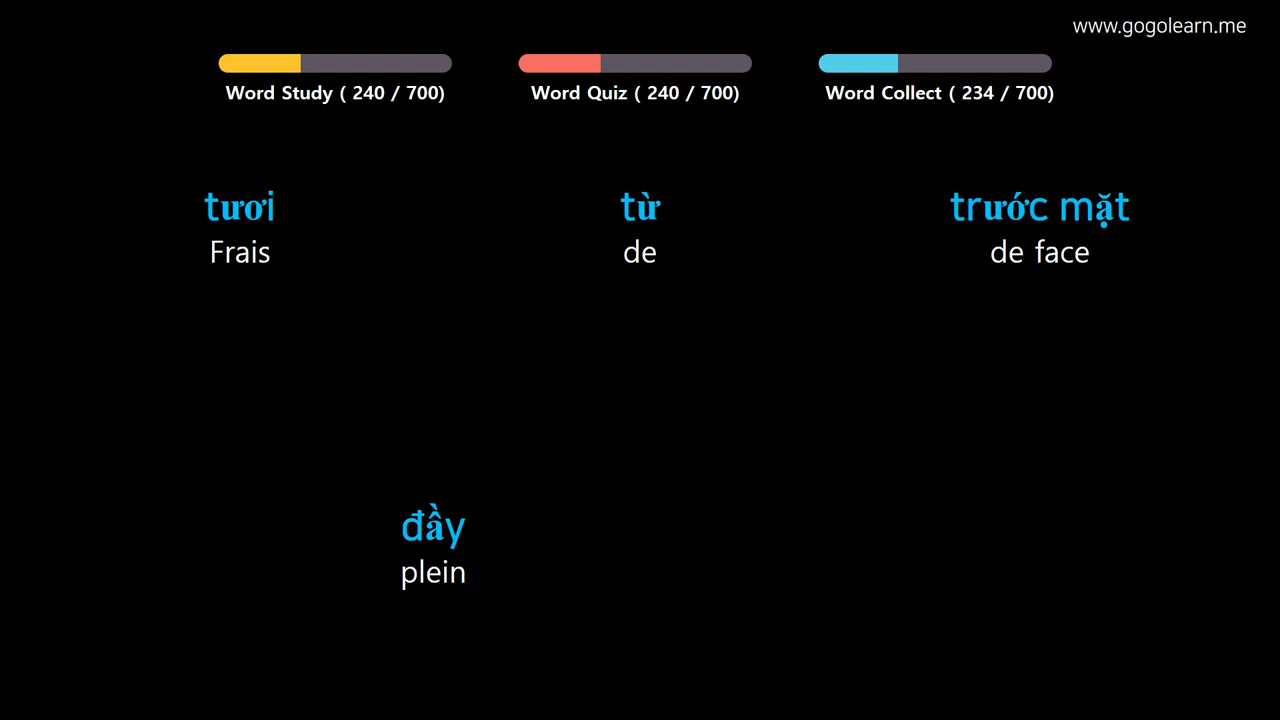 www.gogolearn.me
Word Study ( 240 / 700)
Word Quiz ( 240 / 700)
Word Collect ( 234 / 700)
tươi
Frais
từ
de
trước mặt
de face
đầy
plein